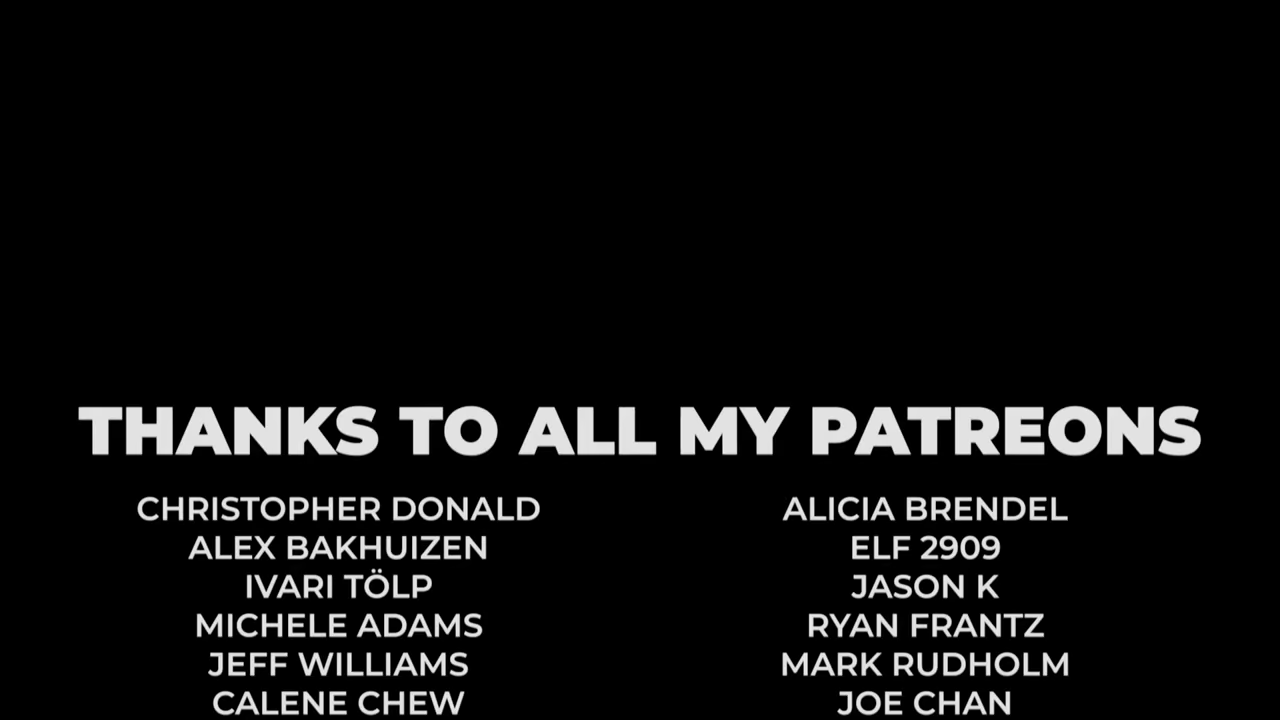 THANKS TO ALL MY PATREONS
CHRISTOPHER DONALD
ALEX BAKHUIZEN
IVARI TÖLP
MICHELE ADAMS
JEFF WILLIAMS
CALENE CHEW
ALICIA BRENDEL
ELF 2909
JASON K
RYAN FRANTZ
MARK RUDHOLM
JOE CHAN